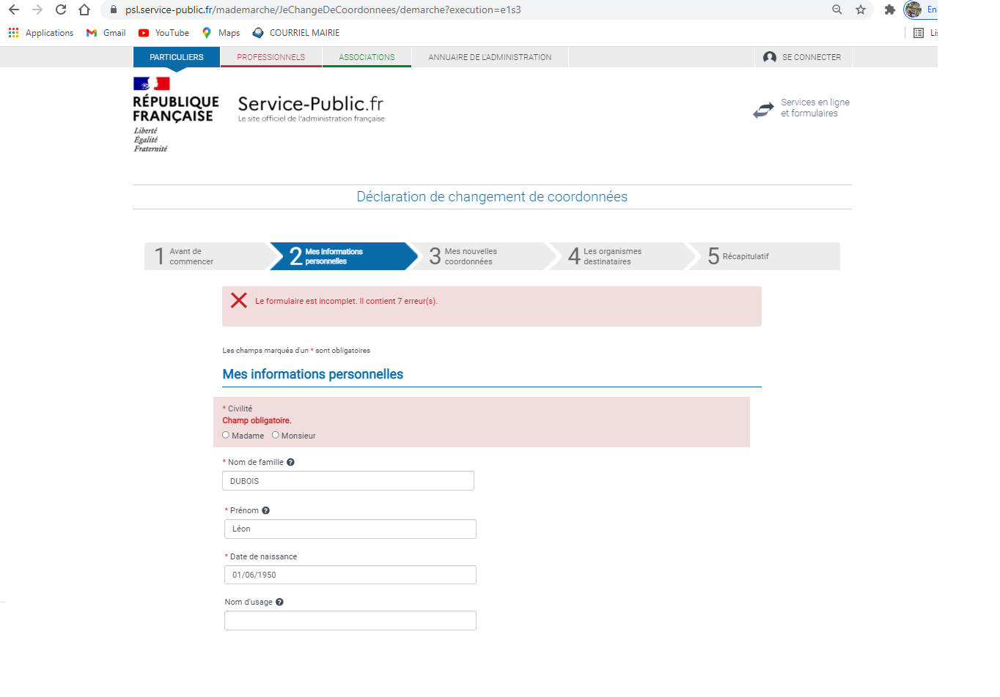 psl.service-public.fr/mademarche/JeChangeDeCoordonnees/demarche?execution=e1s3
En
Applications Gmail YouTube Maps COURRIEL MAIRIE
PARTICULIERS PROFESSIONNELS ASSOCIATIONS ANNUAIRE DE L'ADMINISTRATION SE CONNECTER
RÉPUBLIQUE
FRANÇAISE
Liberté
Égalité
Fraternité
Service-Public.fr
Le site officiel de l'administration française
Services en ligne
et formulaires
Déclaration de changement de coordonnées
1 Avant de
commencer
2 Mes informations
personnelles
3 Mes nouvelles
coordonnées
4 Les organismes
destinataires
5 Récapitulatif
Le formulaire est incomplet. Il contient 7 erreur(s).
Les champs marqués d'un * sont obligatoires
Mes informations personnelles
* Civilité
Champ obligatoire.
Madame Monsieur
* Nom de famille ?
DUBOIS
* Prénom ?
Léon
* Date de naissance
01/06/1950
Nom d'usage ?